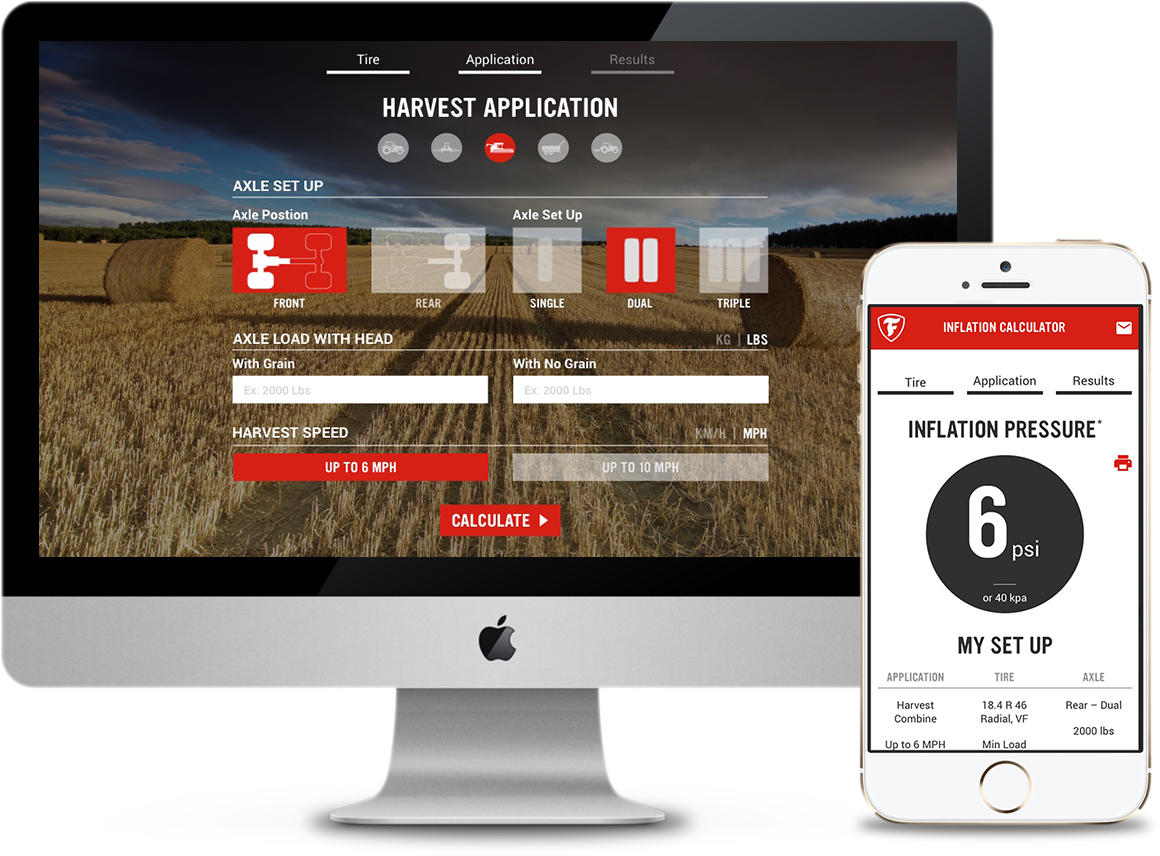 Tire Application Results
HARVEST APPLICATION
AXLE SET UP
Axle Postion Axle Set Up
FRONT REAR SINGLE DUAL TRIPLE
AXLE LOAD WITH HEAD KG | LBS
With Grain With No Grain
Ex: 2000 Lbs Ex: 2000 Lbs
HARVEST SPEED KM/H | MPH
UP TO 6 MPH UP TO 10 MPH
CALCULATE
F
INFLATION CALCULATOR
Tire Application Results
INFLATION PRESSURE*
6 psi
or 40 kpa
MY SET UP
APPLICATION TIRE AXLE
Harvest 18.4 R 46 Rear – Dual
Combine Radial, VF
2000 lbs
Up to 6 MPH Min Load